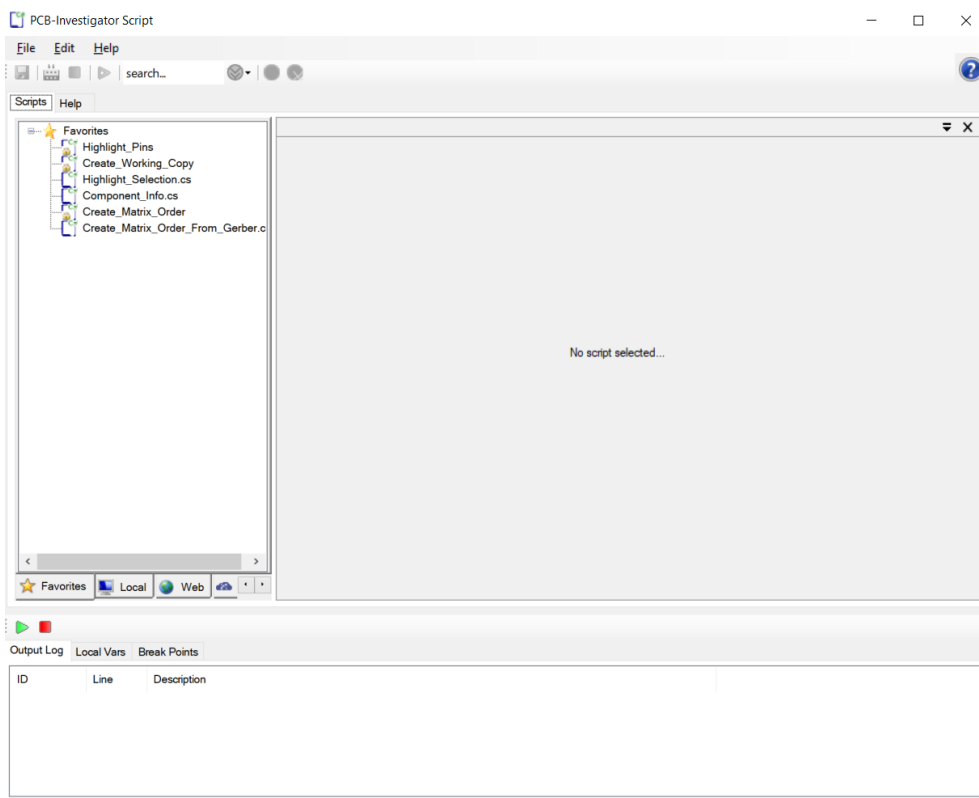 PCB-Investigator Script
File Edit Help
search...
Scripts Help
Favorites
Highlight_Pins
Create_Working_Copy
Highlight_Selection.cs
Component_Info.cs
Create_Matrix_Order
Create_Matrix_Order_From_Gerber.c
No script selected...
Favorites Local Web
Output Log Local Vars Break Points
ID Line Description